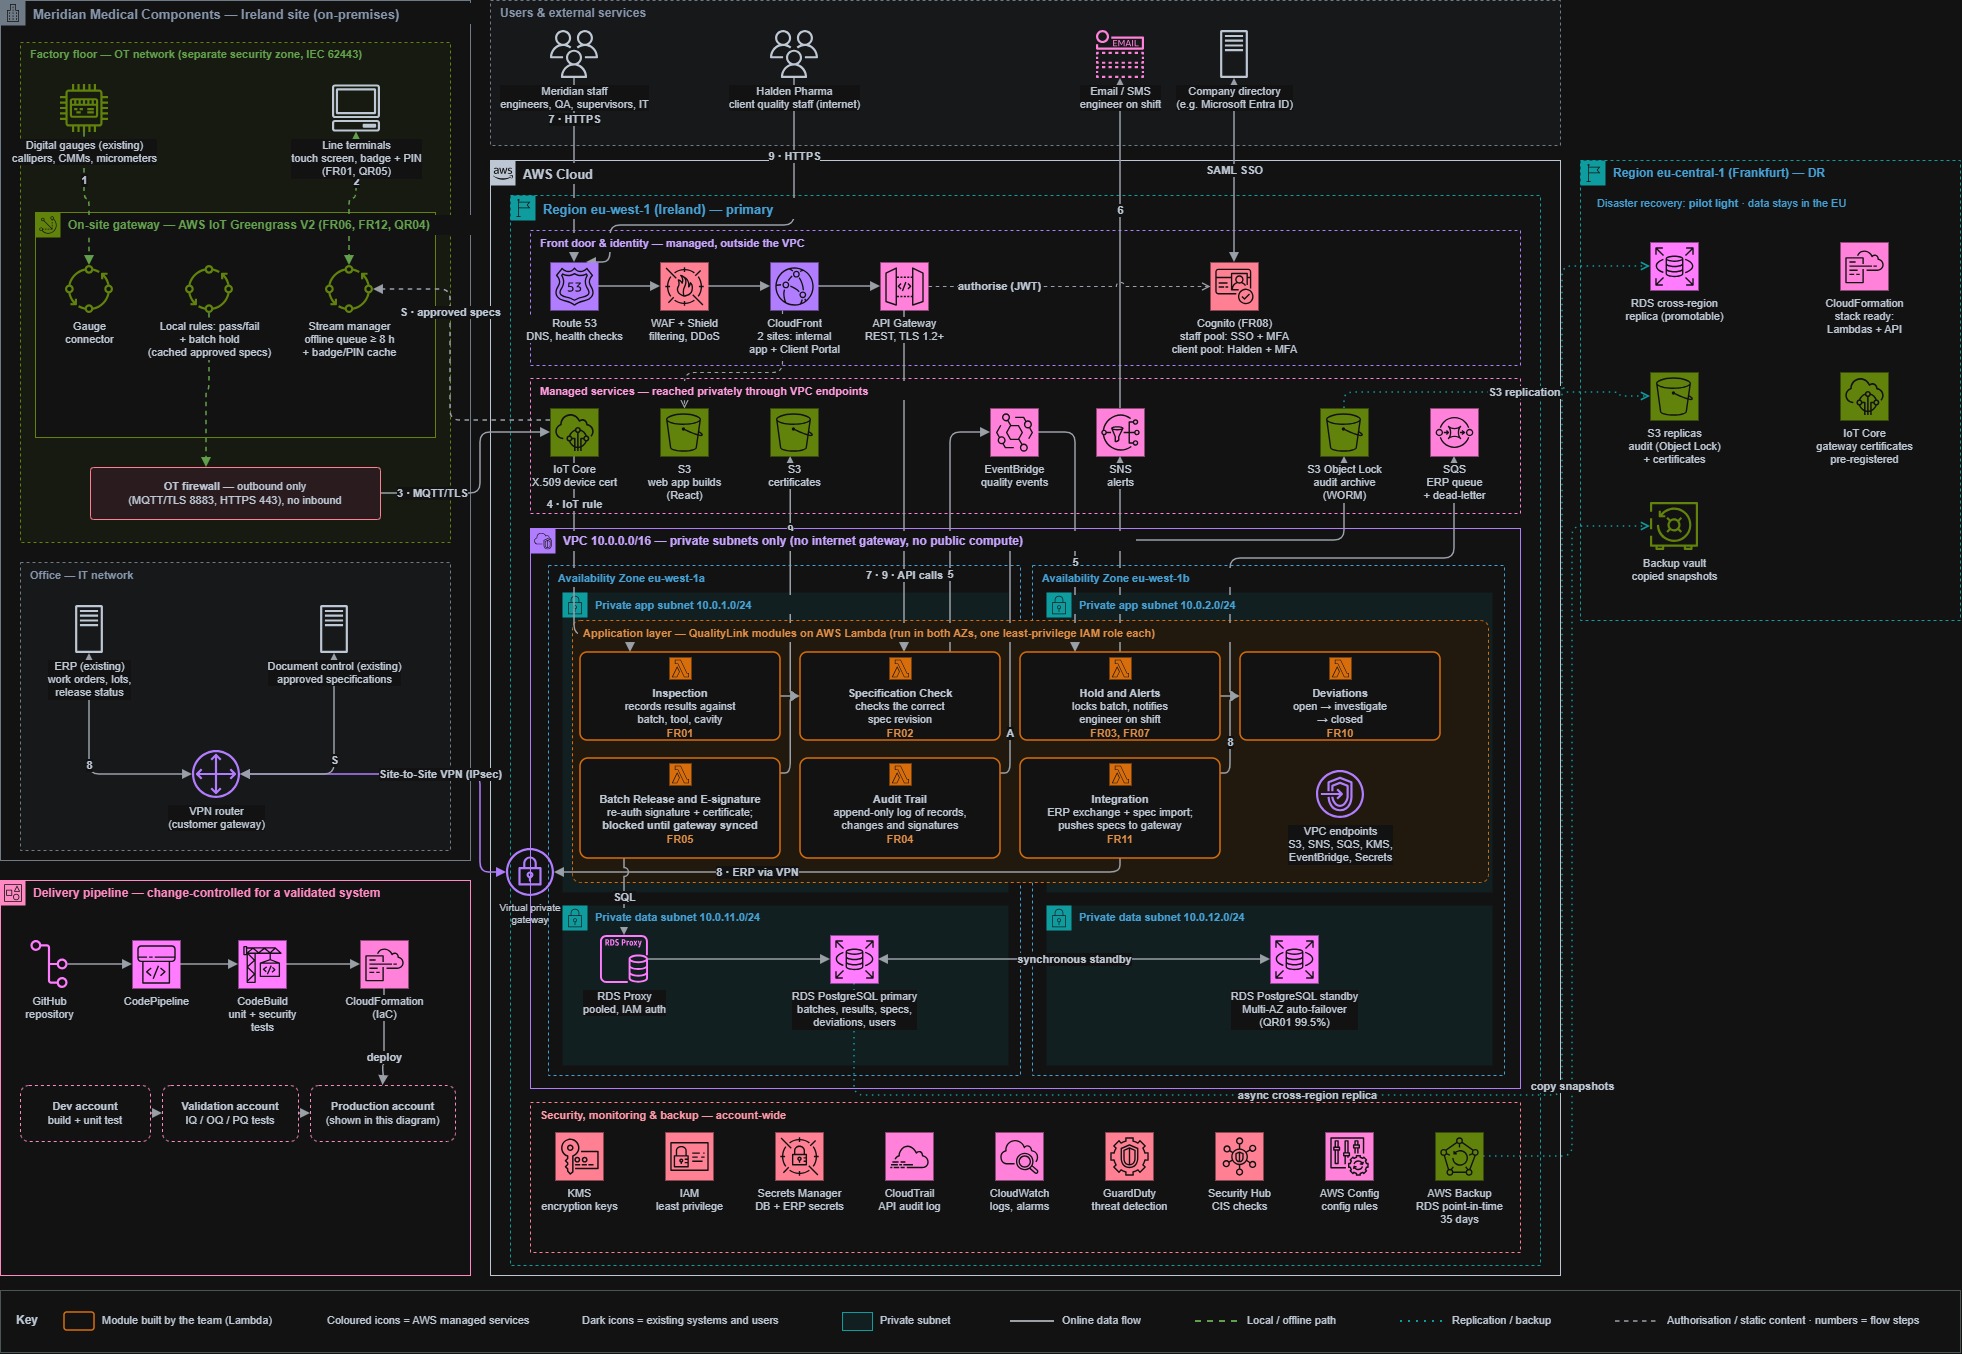 Meridian Medical Components — Ireland site (on-premises)
Factory floor — OT network (separate security zone, IEC 62443)
Digital gauges (existing)
callipers, CMMs, micrometers
Line terminals
touch screen, badge + PIN
(FR01, QR05)
1
2
On-site gateway — AWS IoT Greengrass V2 (FR06, FR12, QR04)
Gauge
connector
Local rules: pass/fail
+ batch hold
(cached approved specs)
Stream manager
offline queue ≥ 8 h
+ badge/PIN cache
S · approved specs
OT firewall — outbound only
(MQTT/TLS 8883, HTTPS 443), no inbound
3 · MQTT/TLS
Office — IT network
ERP (existing)
work orders, lots,
release status
Document control (existing)
approved specifications
8
S
VPN router
(customer gateway)
Site-to-Site VPN (IPsec)
Delivery pipeline — change-controlled for a validated system
GitHub
repository
CodePipeline
CodeBuild
unit + security
tests
CloudFormation
(IaC)
deploy
Dev account
build + unit test
Validation account
IQ / OQ / PQ tests
Production account
(shown in this diagram)
Users & external services
Meridian staff
engineers, QA, supervisors, IT
7 · HTTPS
Halden Pharma
client quality staff (internet)
9 · HTTPS
EMAIL
Email / SMS
engineer on shift
Company directory
(e.g. Microsoft Entra ID)
SAML SSO
6
aws
AWS Cloud
Region eu-west-1 (Ireland) — primary
Front door & identity — managed, outside the VPC
53
Route 53
DNS, health checks
WAF + Shield
filtering, DDoS
CloudFront
2 sites: internal
app + Client Portal
API Gateway
REST, TLS 1.2+
authorise (JWT)
Cognito (FR08)
staff pool: SSO + MFA
client pool: Halden + MFA
Managed services — reached privately through VPC endpoints
IoT Core
X.509 device cert
4 · IoT rule
S3
web app builds
(React)
S3
certificates
9
EventBridge
quality events
SNS
alerts
S3 Object Lock
audit archive
(WORM)
SQS
ERP queue
+ dead-letter
S3 replication
VPC 10.0.0.0/16 — private subnets only (no internet gateway, no public compute)
Availability Zone eu-west-1a
7 · 9 · API calls
5
5
Availability Zone eu-west-1b
Private app subnet 10.0.1.0/24
Private app subnet 10.0.2.0/24
Application layer — QualityLink modules on AWS Lambda (run in both AZs, one least-privilege IAM role each)
Inspection
records results against
batch, tool, cavity
FR01
Specification Check
checks the correct
spec revision
FR02
Hold and Alerts
locks batch, notifies
engineer on shift
FR03, FR07
Deviations
open → investigate
→ closed
FR10
A
8
Batch Release and E-signature
re-auth signature + certificate;
blocked until gateway synced
FR05
Audit Trail
append-only log of records,
changes and signatures
FR04
Integration
ERP exchange + spec import;
pushes specs to gateway
FR11
VPC endpoints
S3, SNS, SQS, KMS,
EventBridge, Secrets
8 · ERP via VPN
SQL
Virtual private
gateway
Private data subnet 10.0.11.0/24
Private data subnet 10.0.12.0/24
RDS Proxy
RDS Proxy
pooled, IAM auth
RDS PostgreSQL primary
batches, results, specs,
deviations, users
synchronous standby
RDS PostgreSQL standby
Multi-AZ auto-failover
(QR01 99.5%)
async cross-region replica
copy snapshots
Security, monitoring & backup — account-wide
KMS
encryption keys
IAM
least privilege
Secrets Manager
DB + ERP secrets
CloudTrail
API audit log
CloudWatch
logs, alarms
GuardDuty
threat detection
Security Hub
CIS checks
AWS Config
config rules
AWS Backup
RDS point-in-time
35 days
Region eu-central-1 (Frankfurt) — DR
Disaster recovery: pilot light · data stays in the EU
RDS cross-region
replica (promotable)
CloudFormation
stack ready:
Lambdas + API
S3 replicas
audit (Object Lock)
+ certificates
IoT Core
gateway certificates
pre-registered
Backup vault
copied snapshots
Key
Module built by the team (Lambda)
Coloured icons = AWS managed services
Dark icons = existing systems and users
Private subnet
Online data flow
Local / offline path
Replication / backup
Authorisation / static content · numbers = flow steps